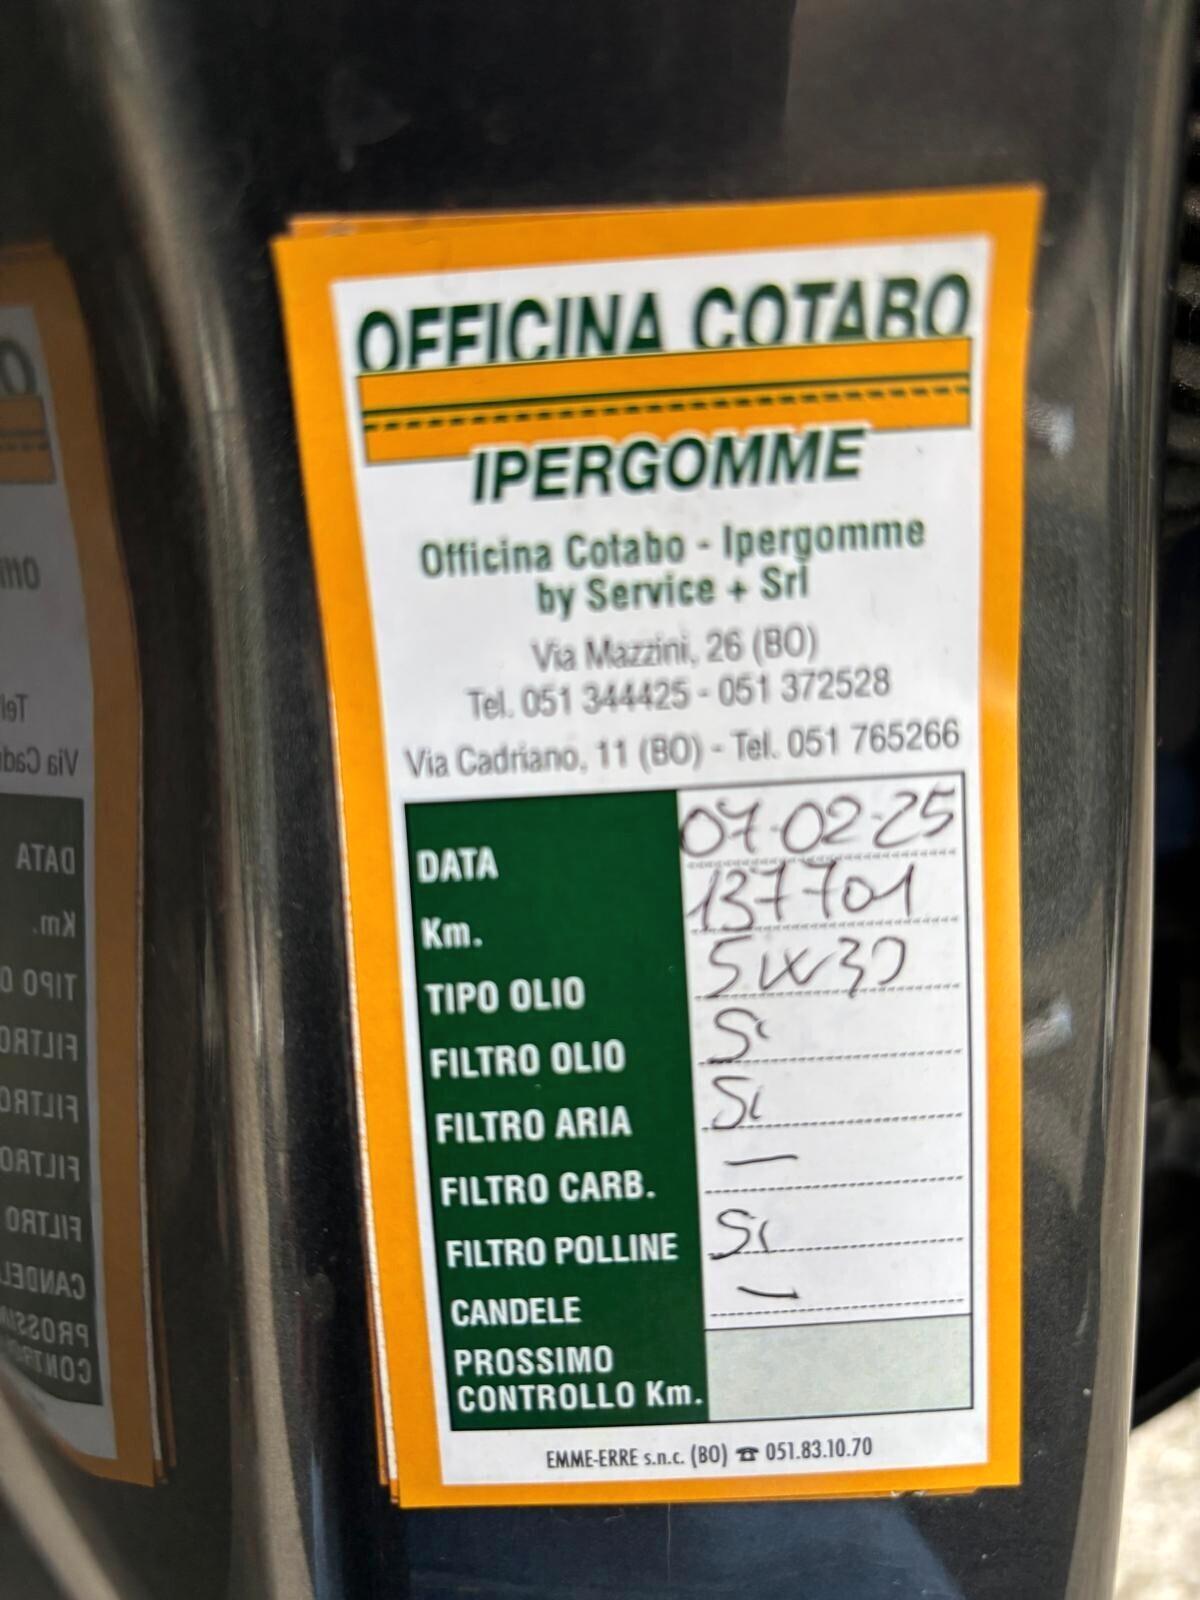 OFFICINA COTABO
IPERGOMME
Officina Cotabo - Ipergomme
by Service + Srl
Via Mazzini, 26 (BO)
Tel. 051 344425 - 051 372528
Via Cadriano, 11 (BO) - Tel. 051 765266
DATA 07-02-25
Km. 137701
TIPO OLIO 5W30
FILTRO OLIO Si
FILTRO ARIA Si
FILTRO CARB. —
FILTRO POLLINE Si
CANDELE —
PROSSIMO
CONTROLLO Km.
EMME-ERRE s.n.c. (BO) ☎ 051.83.10.70